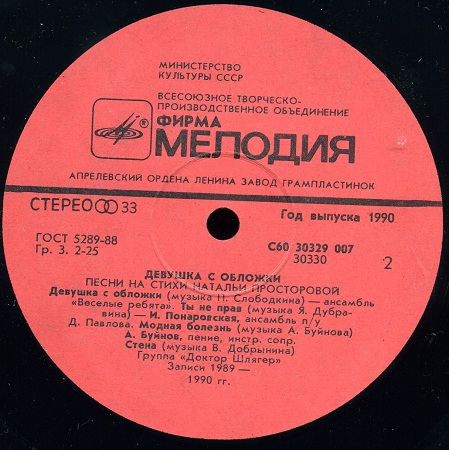 МИНИСТЕРСТВО
КУЛЬТУРЫ СССР
ВСЕСОЮЗНОЕ ТВОРЧЕСКО-
ПРОИЗВОДСТВЕННОЕ ОБЪЕДИНЕНИЕ
®
ФИРМА
МЕЛОДИЯ
АПРЕЛЕВСКИЙ ОРДЕНА ЛЕНИНА ЗАВОД ГРАМПЛАСТИНОК
СТЕРЕО 33
Год выпуска 1990
ГОСТ 5289-88
Гр. 3. 2-25
С60 30329 007
30330
2
ДЕВУШКА С ОБЛОЖКИ
ПЕСНИ НА СТИХИ НАТАЛЬИ ПРОСТОРОВОЙ
Девушка с обложки (музыка П. Слободкина) — ансамбль
«Веселые ребята». Ты не прав (музыка Я. Дубра-
вина) — И. Понаровская, ансамбль п/у
Д. Павлова. Модная болезнь (музыка А. Буйнова)
А. Буйнов, пение, инстр. сопр.
Стена (музыка В. Добрынина)
Группа «Доктор Шлягер»
Записи 1989 —
1990 гг.